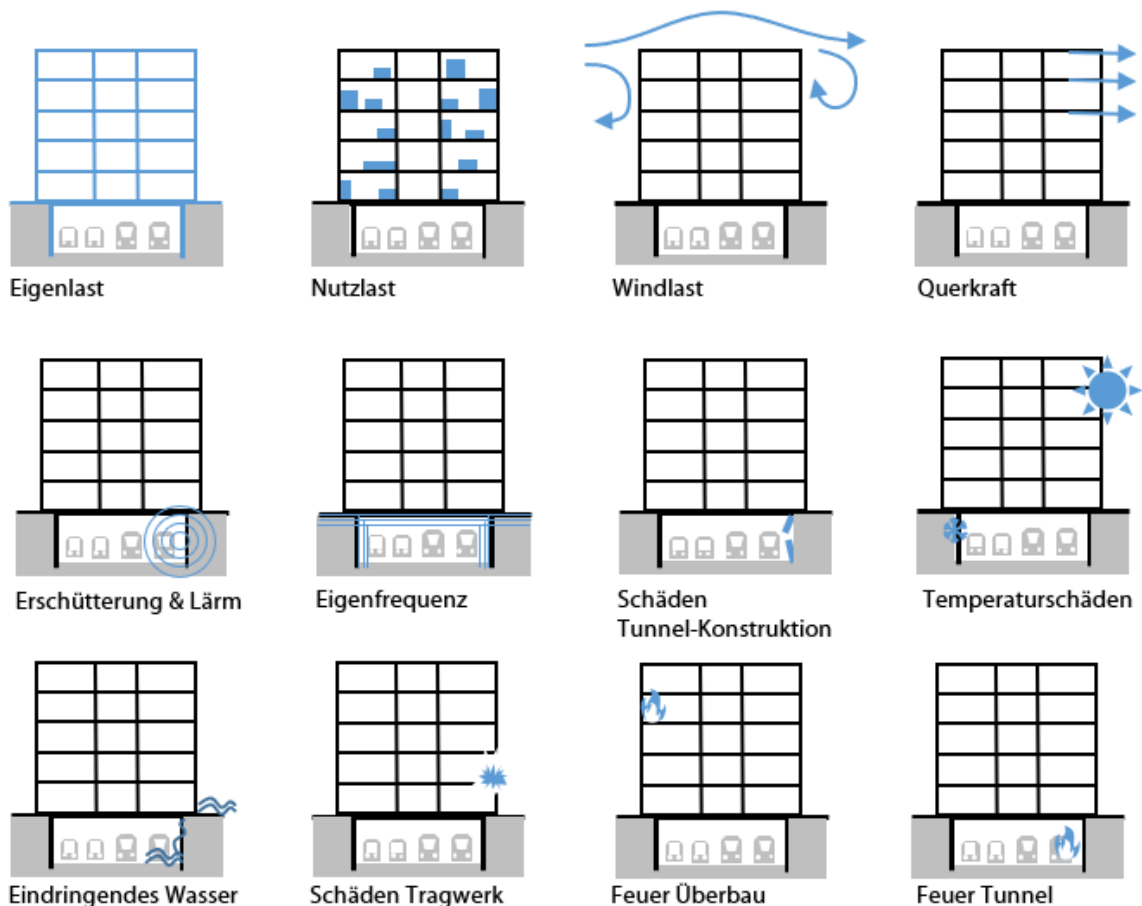 Eigenlast
Nutzlast
Windlast
Querkraft
Erschütterung & Lärm
Eigenfrequenz
Schäden
Tunnel-Konstruktion
Temperaturschäden
Eindringendes Wasser
Schäden Tragwerk
Feuer Überbau
Feuer Tunnel